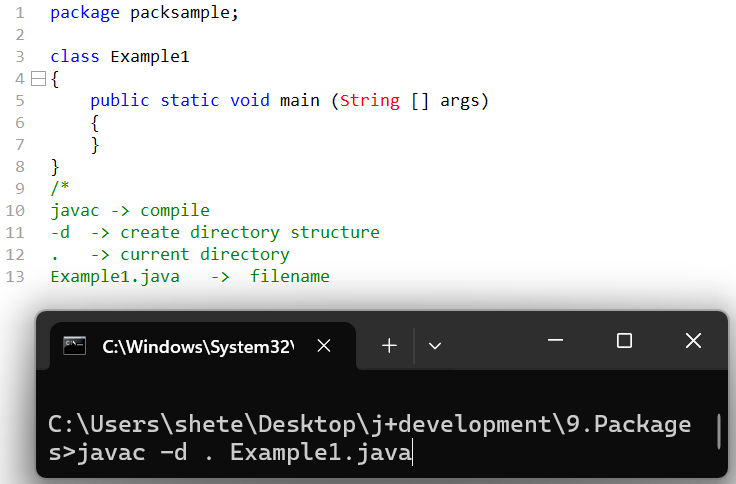 1 package packsample;
2
3 class Example1
4 {
5 public static void main (String [] args)
6 {
7 }
8 }
9 /*
10 javac -> compile
11 -d -> create directory structure
12 . -> current directory
13 Example1.java -> filename
C:\Windows\System32\
C:\Users\shete\Desktop\j+development\9.Package
s>javac -d . Example1.java